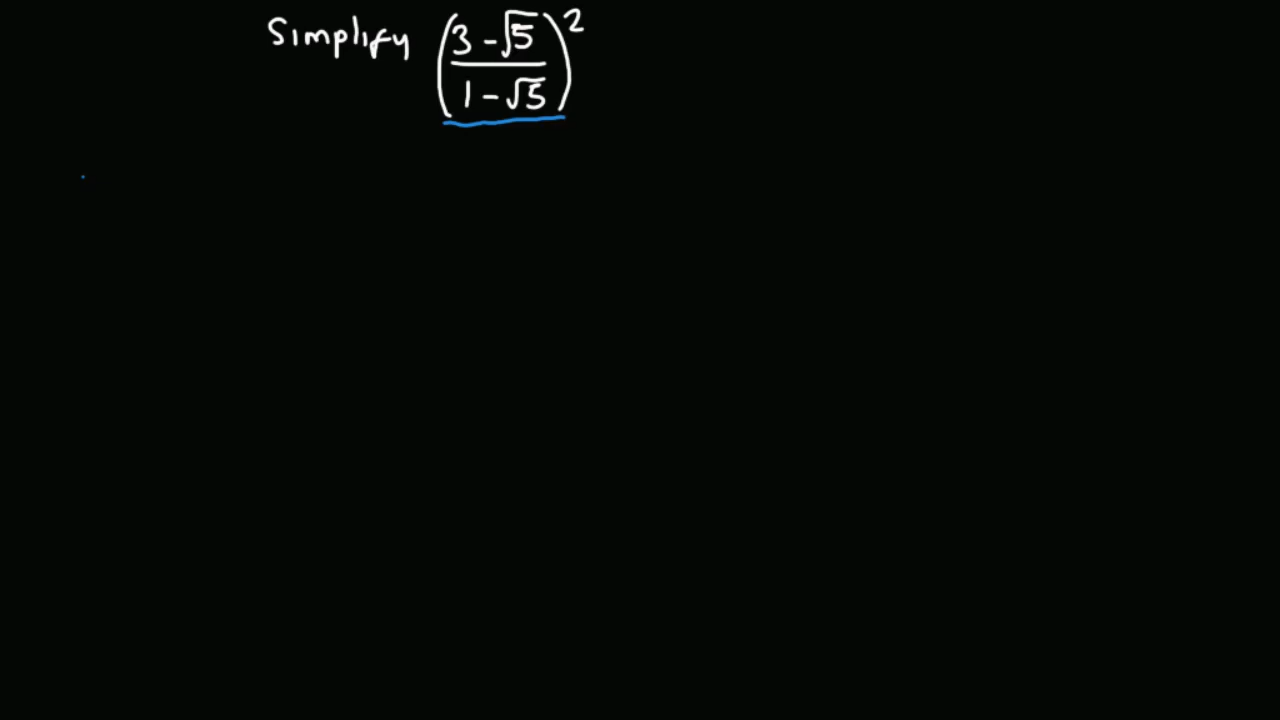 Simplify ((3 - √5)/(1 - √5))²